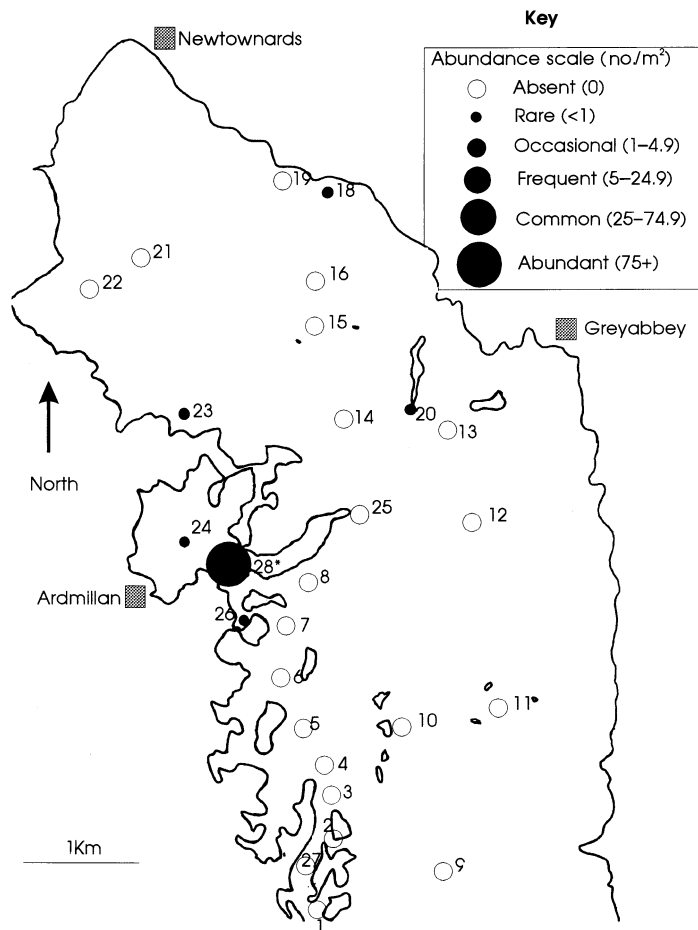 Key
Newtownards
Abundance scale (no./m²)
Absent (0)
Rare (<1)
Occasional (1–4.9)
Frequent (5–24.9)
Common (25–74.9)
Abundant (75+)
19
18
21
22
16
15
Greyabbey
23
14
20
13
North
25
12
24
28*
8
Ardmillan
26
7
6
11
5
10
4
3
2
1Km
27
9
1